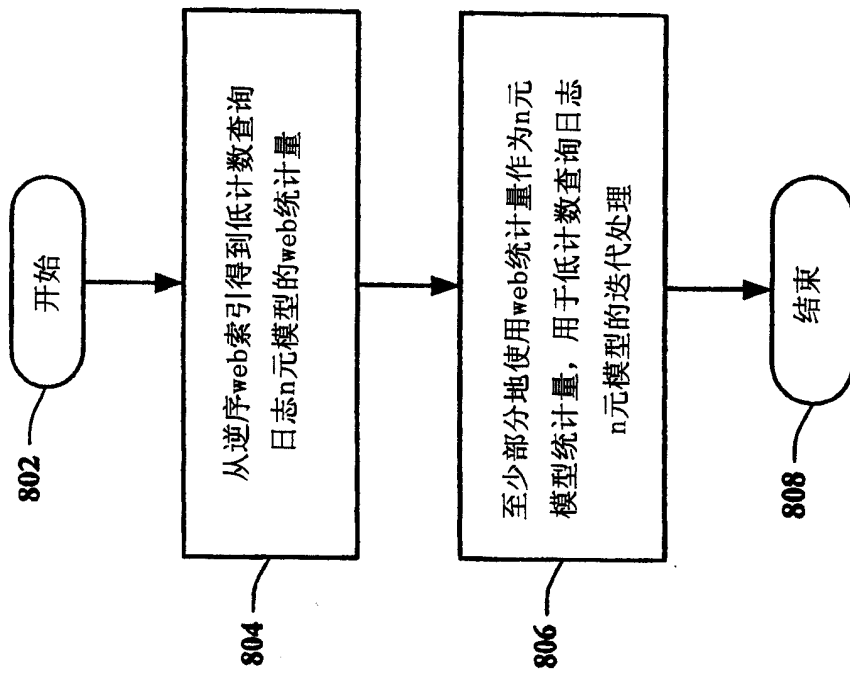 开始
802
从逆序web索引得到低计数查询
日志n元模型的web统计量
804
至少部分地使用web统计量作为n元
模型统计量，用于低计数查询日志
n元模型的迭代处理
806
结束
808